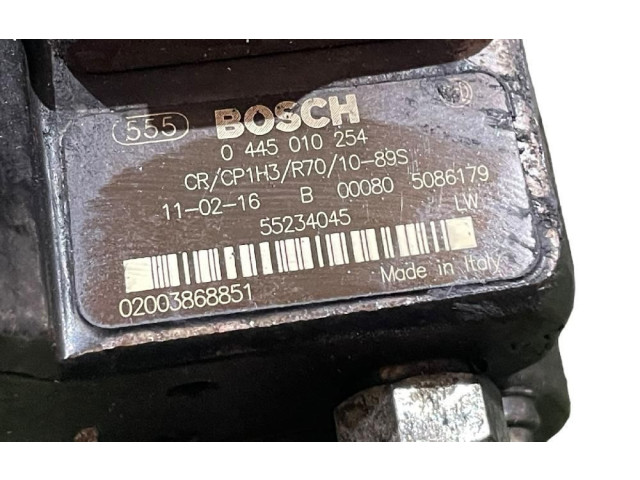 555 BOSCH
0 445 010 254
CR/CP1H3/R70/10-89S
11-02-16 B 00080 5086179
55234045 LW
Made in Italy
02003868851